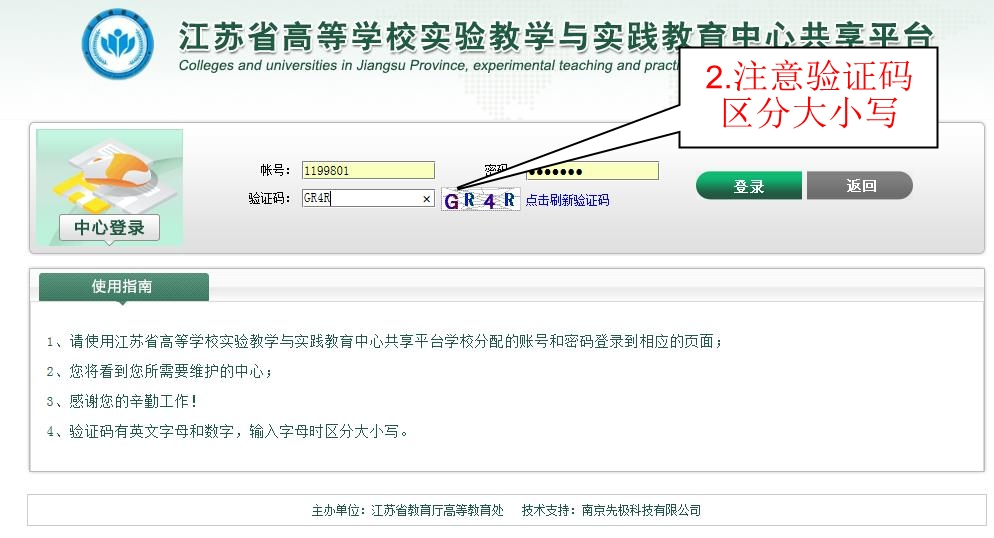 江苏省高等学校实验教学与实践教育中心共享平台
Colleges and universities in Jiangsu Province, experimental teaching and practi
2.注意验证码
区分大小写
帐号：
1199801
密码
验证码：
GR4R
×
GR4R
点击刷新验证码
登录
返回
中心登录
使用指南
1、请使用江苏省高等学校实验教学与实践教育中心共享平台学校分配的账号和密码登录到相应的页面；
2、您将看到您所需要维护的中心；
3、感谢您的辛勤工作！
4、验证码有英文字母和数字，输入字母时区分大小写。
主办单位：江苏省教育厅高等教育处 技术支持：南京先极科技有限公司